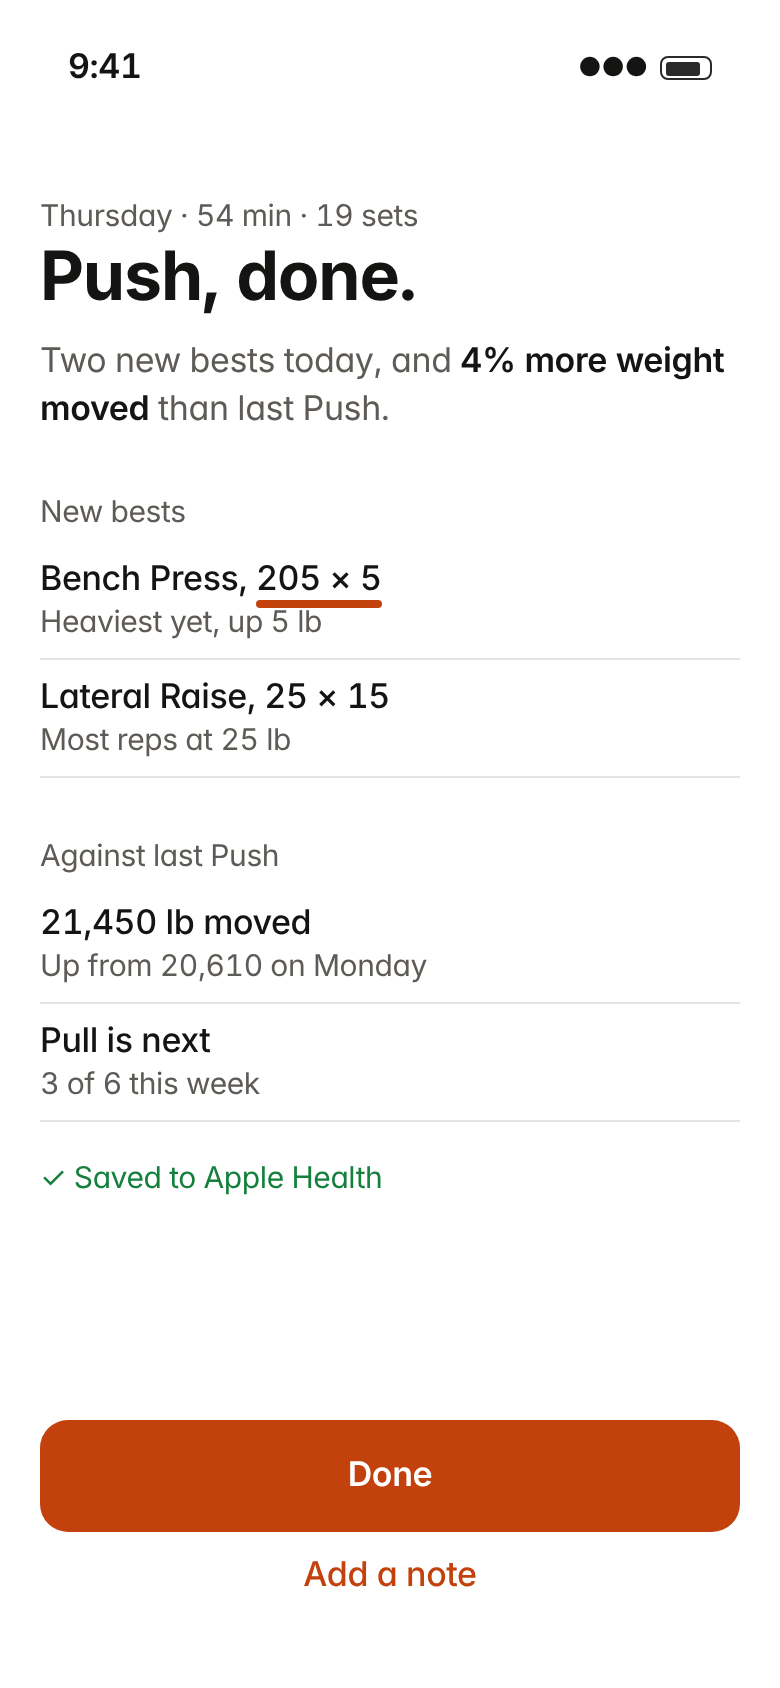 9:41
Thursday · 54 min · 19 sets
Push, done.
Two new bests today, and 4% more weight
moved than last Push.
New bests
Bench Press, 205 × 5
Heaviest yet, up 5 lb
Lateral Raise, 25 × 15
Most reps at 25 lb
Against last Push
21,450 lb moved
Up from 20,610 on Monday
Pull is next
3 of 6 this week
✓ Saved to Apple Health
Done
Add a note